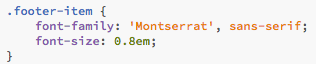 .footer-item {
    font-family: 'Montserrat', sans-serif;
    font-size: 0.8em;
}